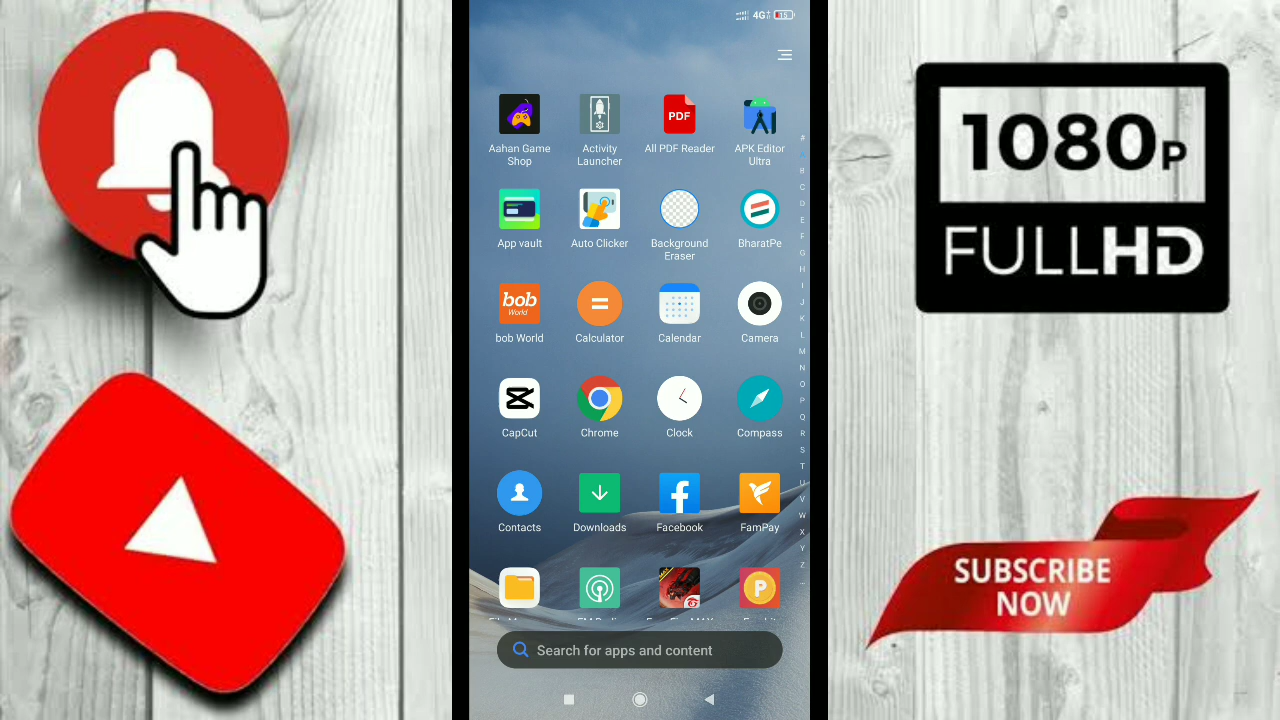 4G+
15
Aahan Game
Shop
Activity
Launcher
PDF
All PDF Reader
APK Editor
Ultra
App vault
Auto Clicker
Background
Eraser
BharatPe
bob
World
bob World
Calculator
Calendar
Camera
CapCut
Chrome
Clock
Compass
Contacts
Downloads
Facebook
FamPay
P
#
A
B
C
D
E
F
G
H
I
J
K
L
M
N
O
P
Q
R
S
T
U
V
W
X
Y
Z
Search for apps and content
1080P
FULLHD
SUBSCRIBE
NOW